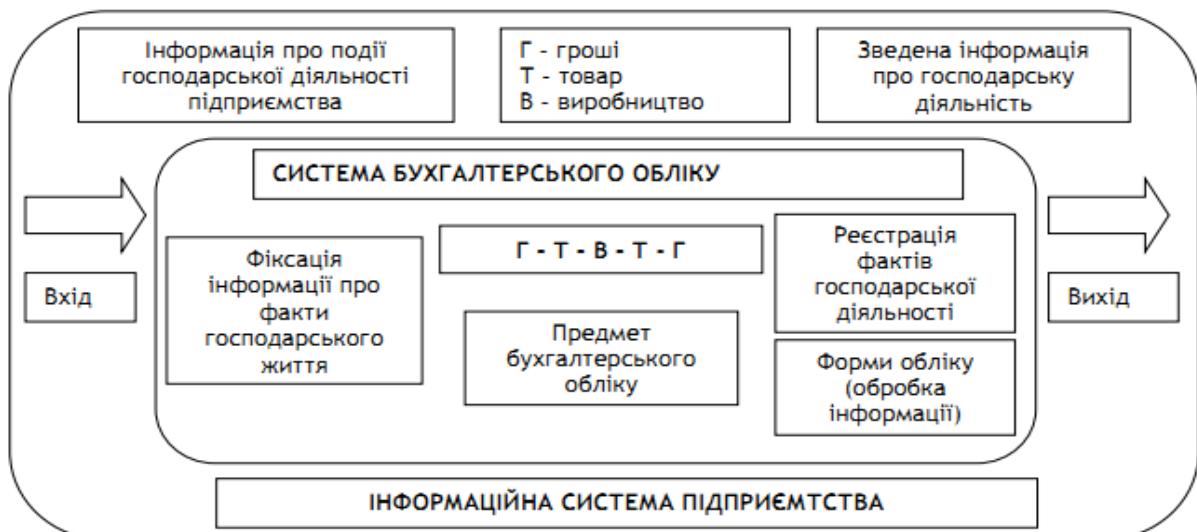 Інформація про події
господарської діяльності
підприємства
Г - гроші
Т - товар
В - виробництво
Зведена інформація
про господарську
діяльність
СИСТЕМА БУХГАЛТЕРСЬКОГО ОБЛІКУ
Вхід
Фіксація
інформації про
факти
господарського
життя
Г - Т - В - Т - Г
Предмет
бухгалтерського
обліку
Реєстрація
фактів
господарської
діяльності
Форми обліку
(обробка
інформації)
Вихід
ІНФОРМАЦІЙНА СИСТЕМА ПІДПРИЄМТСТВА